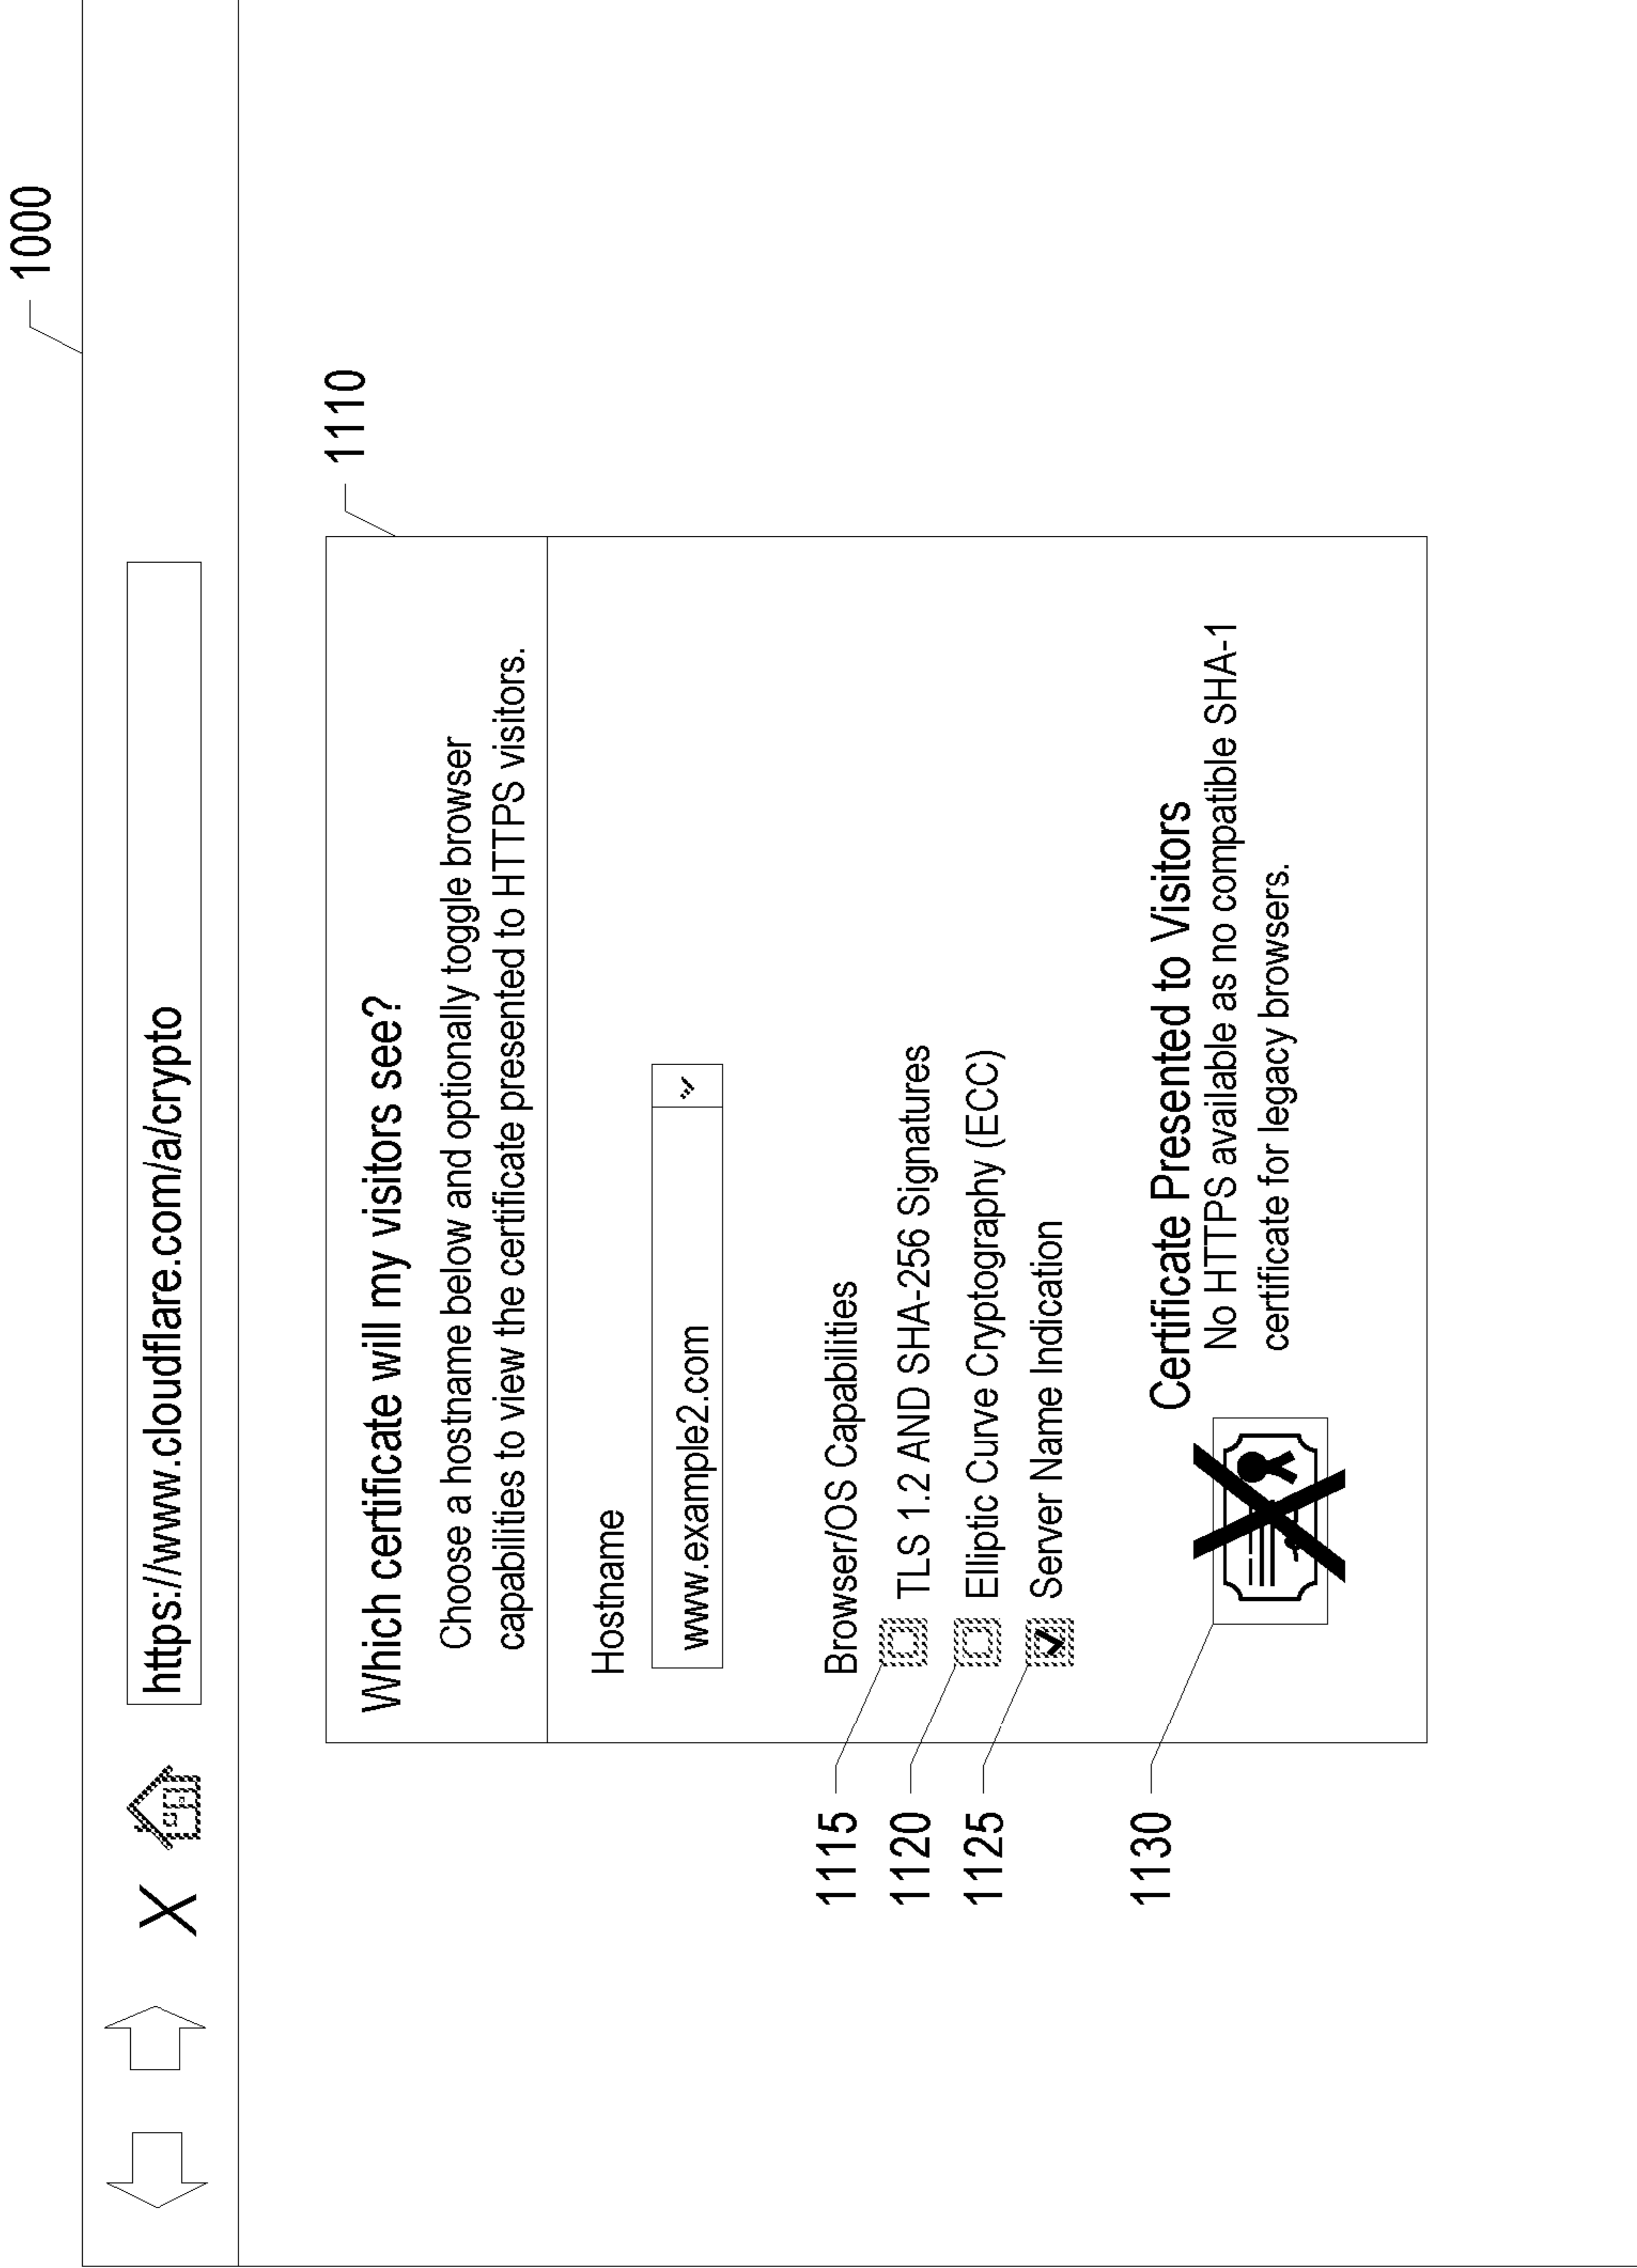 1000
X
https://www.cloudflare.com/a/crypto
1110
Which certificate will my visitors see?
Choose a hostname below and optionally toggle browser
capabilities to view the certificate presented to HTTPS visitors.
Hostname
www.example2.com
Browser/OS Capabilities
1115
TLS 1.2 AND SHA-256 Signatures
1120
Elliptic Curve Cryptography (ECC)
1125
Server Name Indication
1130
Certificate Presented to Visitors
No HTTPS available as no compatible SHA-1
certificate for legacy browsers.